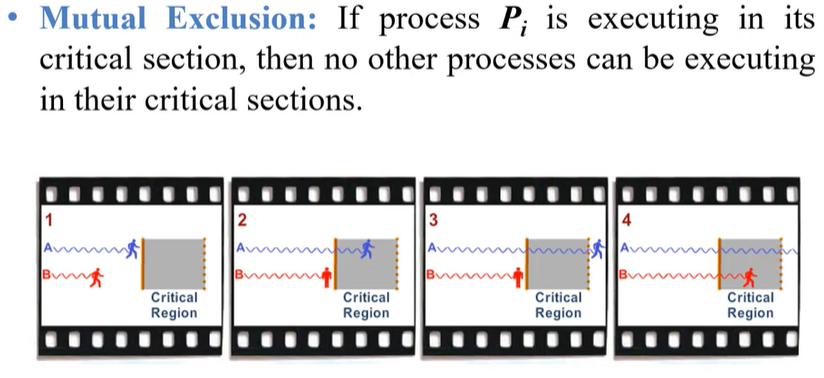 • Mutual Exclusion: If process Pi is executing in its
critical section, then no other processes can be executing
in their critical sections.
1
A
B
Critical
Region
2
A
B
Critical
Region
3
A
B
Critical
Region
4
A
B
Critical
Region